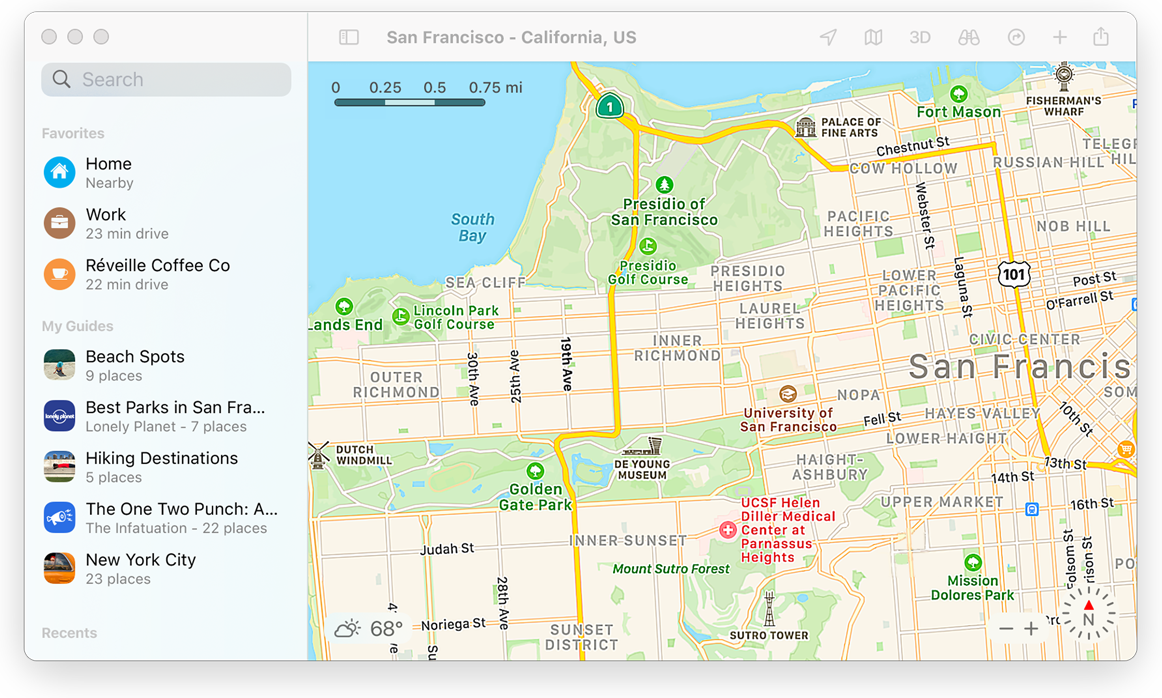 San Francisco - California, US
3D
Search
Favorites
Home
Nearby
Work
23 min drive
Réveille Coffee Co
22 min drive
My Guides
Beach Spots
9 places
Best Parks in San Fra...
Lonely Planet - 7 places
lonely planet
Hiking Destinations
5 places
The One Two Punch: A...
The Infatuation - 22 places
New York City
23 places
Recents
0 0.25 0.5 0.75 mi
1
PALACE OF
FINE ARTS
Fort Mason
FISHERMAN'S
WHARF
Chestnut St
COW HOLLOW
RUSSIAN HILL
TELEGR
HIL
Presidio of
San Francisco
South
Bay
Webster St
PACIFIC
HEIGHTS
NOB HILL
Presidio
Golf Course
PRESIDIO
HEIGHTS
SEA CLIFF
LOWER
PACIFIC
HEIGHTS
Laguna St
101
Post St
O'Farrell St
Lands End
Lincoln Park
Golf Course
LAUREL
HEIGHTS
CIVIC CENTER
INNER
RICHMOND
San Francis
30th Ave
25th Ave
19th Ave
OUTER
RICHMOND
NOPA
SOM
University of
San Francisco
Fell St
HAYES VALLEY
10th St
LOWER HAIGHT
DUTCH
WINDMILL
DE YOUNG
MUSEUM
HAIGHT-
ASHBURY
13th St
14th St
Golden
Gate Park
UPPER MARKET
16th St
UCSF Helen
Diller Medical
Center at
Parnassus
Heights
INNER SUNSET
Judah St
Mount Sutro Forest
olsom St
rison St
PO
Mission
Dolores Park
28th Ave
Noriega St
SUNSET
DISTRICT
SUTRO TOWER
68°
N